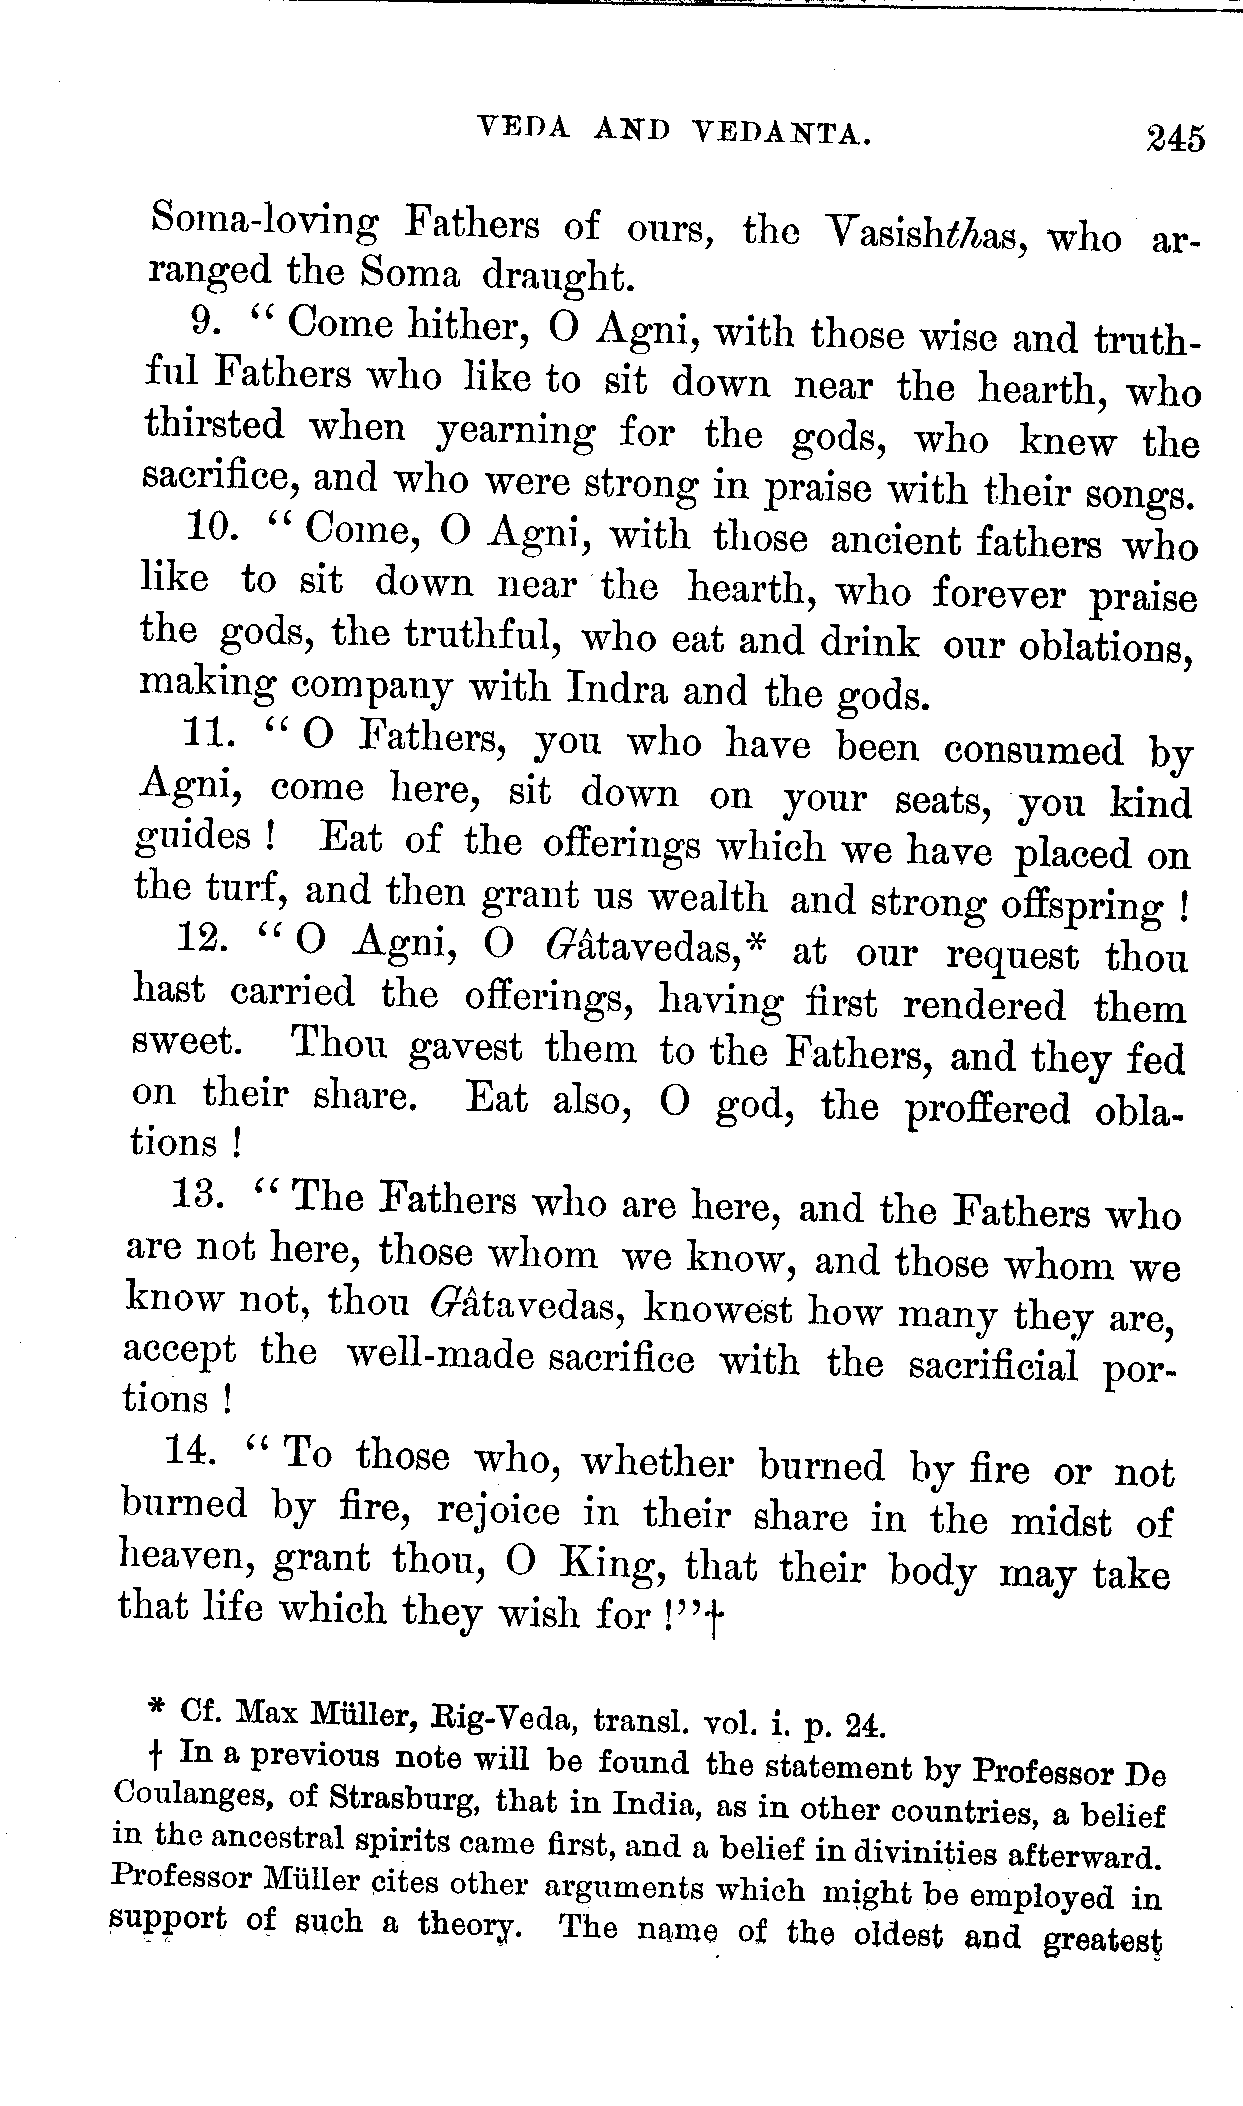 VEDA AND VEDANTA. 245
Soma-loving Fathers of ours, the Vasishthas, who ar-
ranged the Soma draught.
9. “ Come hither, O Agni, with those wise and truth-
ful Fathers who like to sit down near the hearth, who
thirsted when yearning for the gods, who knew the
sacrifice, and who were strong in praise with their songs.
10. “ Come, O Agni, with those ancient fathers who
like to sit down near the hearth, who forever praise
the gods, the truthful, who eat and drink our oblations,
making company with Indra and the gods.
11. “ O Fathers, you who have been consumed by
Agni, come here, sit down on your seats, you kind
guides ! Eat of the offerings which we have placed on
the turf, and then grant us wealth and strong offspring !
12. “ O Agni, O Gâtavedas,* at our request thou
hast carried the offerings, having first rendered them
sweet. Thou gavest them to the Fathers, and they fed
on their share. Eat also, O god, the proffered obla-
tions !
13. “ The Fathers who are here, and the Fathers who
are not here, those whom we know, and those whom we
know not, thou Gâtavedas, knowest how many they are,
accept the well-made sacrifice with the sacrificial por-
tions !
14. “ To those who, whether burned by fire or not
burned by fire, rejoice in their share in the midst of
heaven, grant thou, O King, that their body may take
that life which they wish for !”†
* Cf. Max Müller, Rig-Veda, transl. vol. i. p. 24.
† In a previous note will be found the statement by Professor De
Coulanges, of Strasburg, that in India, as in other countries, a belief
in the ancestral spirits came first, and a belief in divinities afterward.
Professor Müller cites other arguments which might be employed in
support of such a theory. The name of the oldest and greatest